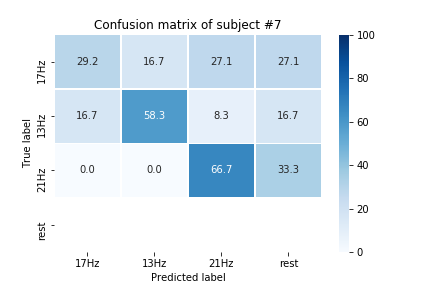 Confusion matrix of subject #7
True label
17Hz 29.2 16.7 27.1 27.1
13Hz 16.7 58.3 8.3 16.7
21Hz 0.0 0.0 66.7 33.3
rest
17Hz 13Hz 21Hz rest
Predicted label
100
80
60
40
20
0